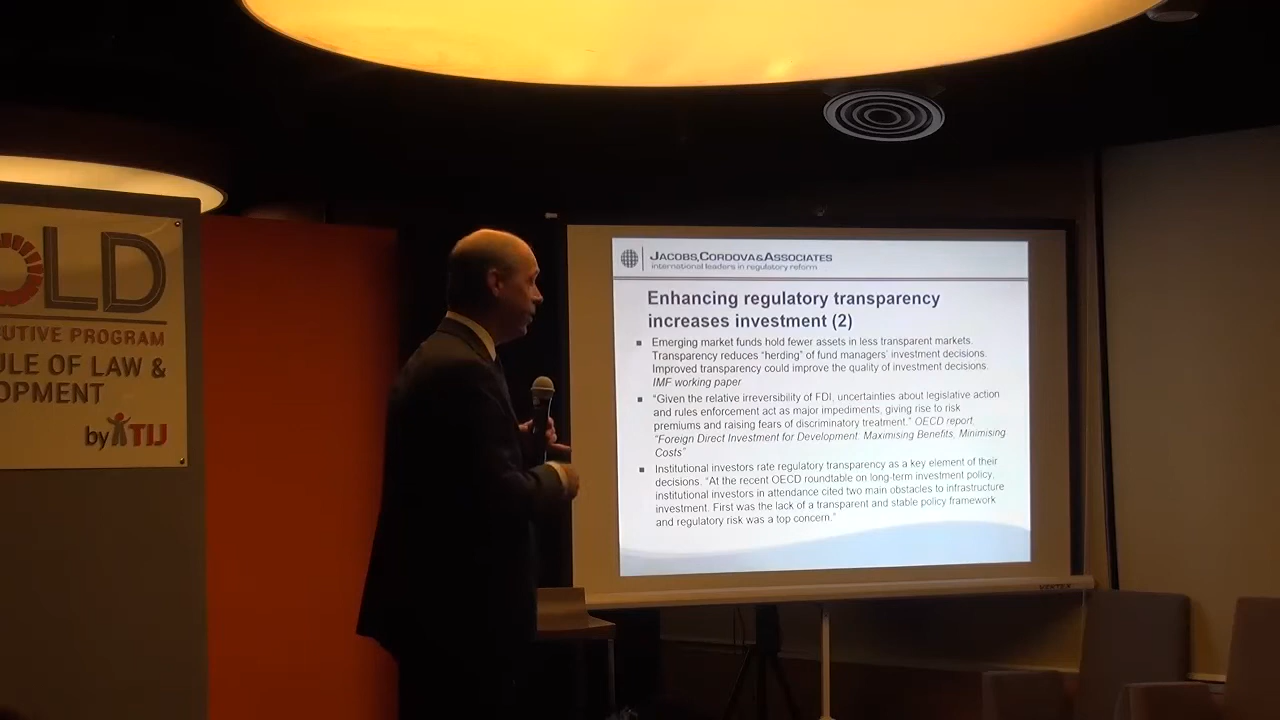 OLD
UTIVE PROGRAM
ULE OF LAW &
OPMENT
by TIJ
JACOBS, CORDOVA & ASSOCIATES
international leaders in regulatory reform
Enhancing regulatory transparency
increases investment (2)
Emerging market funds hold fewer assets in less transparent markets.
Transparency reduces "herding" of fund managers' investment decisions.
Improved transparency could improve the quality of investment decisions.
IMF working paper
"Given the relative irreversibility of FDI, uncertainties about legislative action
and rules enforcement act as major impediments, giving rise to risk
premiums and raising fears of discriminatory treatment." OECD report,
"Foreign Direct Investment for Development. Maximising Benefits, Minimising
Costs"
Institutional investors rate regulatory transparency as a key element of their
decisions. "At the recent OECD roundtable on long-term investment policy,
institutional investors in attendance cited two main obstacles to infrastructure
investment. First was the lack of a transparent and stable policy framework
and regulatory risk was a top concern."
VERTEX